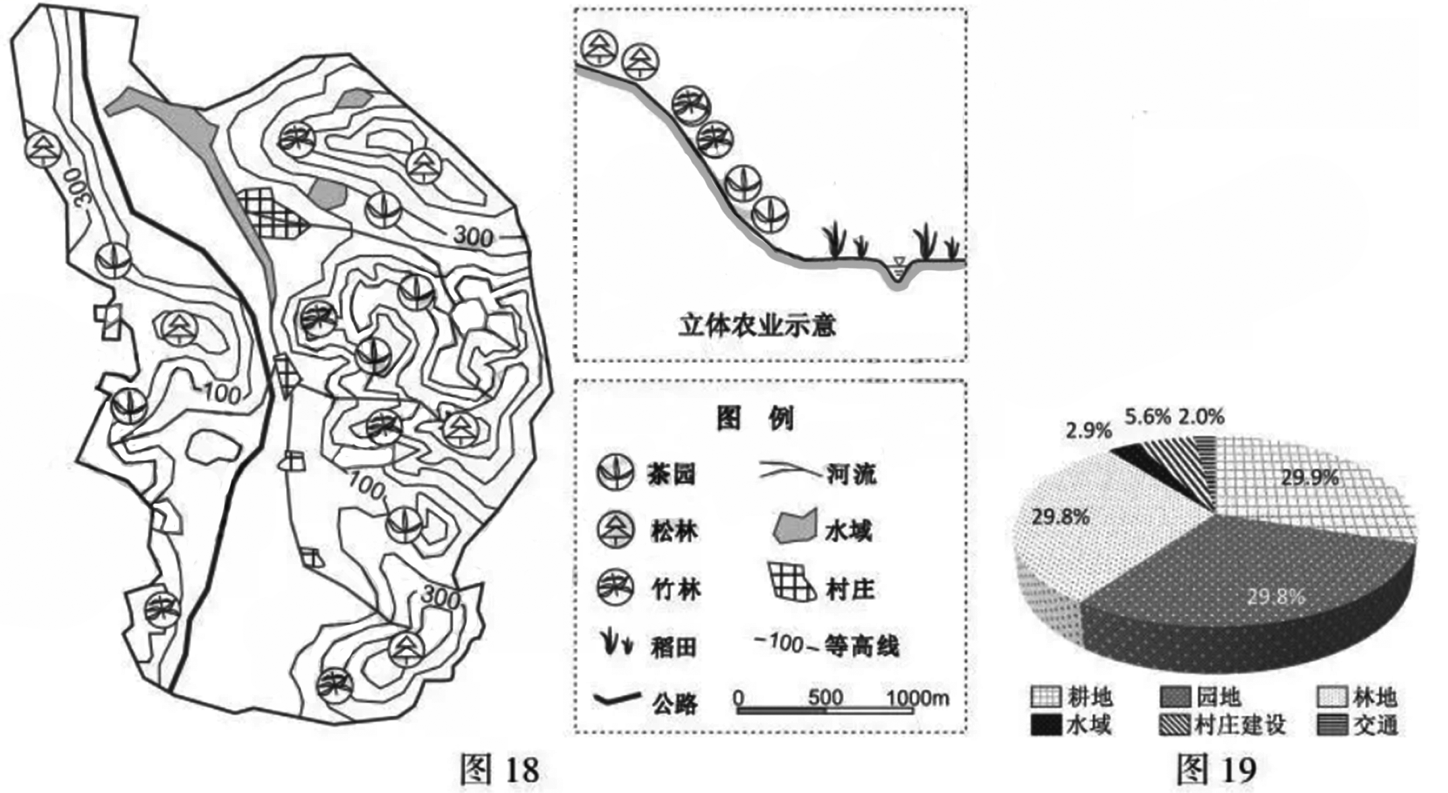 300
300
100
100
300
立体农业示意
图 例
茶园
河流
松林
水域
竹林
村庄
稻田
-100-
等高线
公路
0 500 1000m
图 18
2.9%
5.6%
2.0%
29.9%
29.8%
29.8%
耕地
园地
林地
水域
村庄建设
交通
图 19